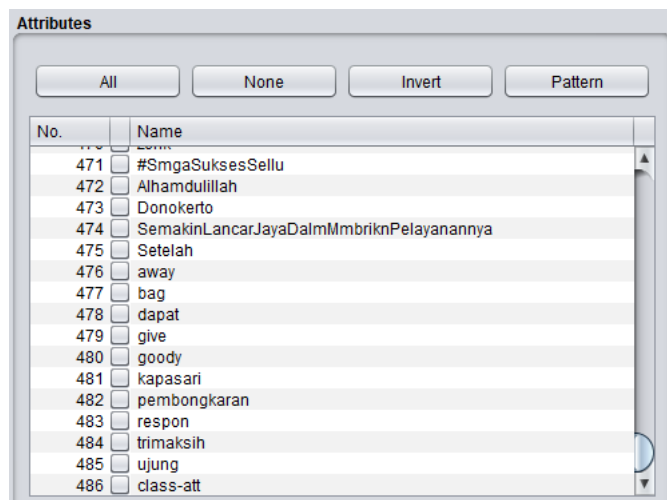 Attributes
All None Invert Pattern
No. Name
471 #SmgaSuksesSellu
472 Alhamdulillah
473 Donokerto
474 SemakinLancarJayaDalmMmbriknPelayanannya
475 Setelah
476 away
477 bag
478 dapat
479 give
480 goody
481 kapasari
482 pembongkaran
483 respon
484 trimaksih
485 ujung
486 class-att